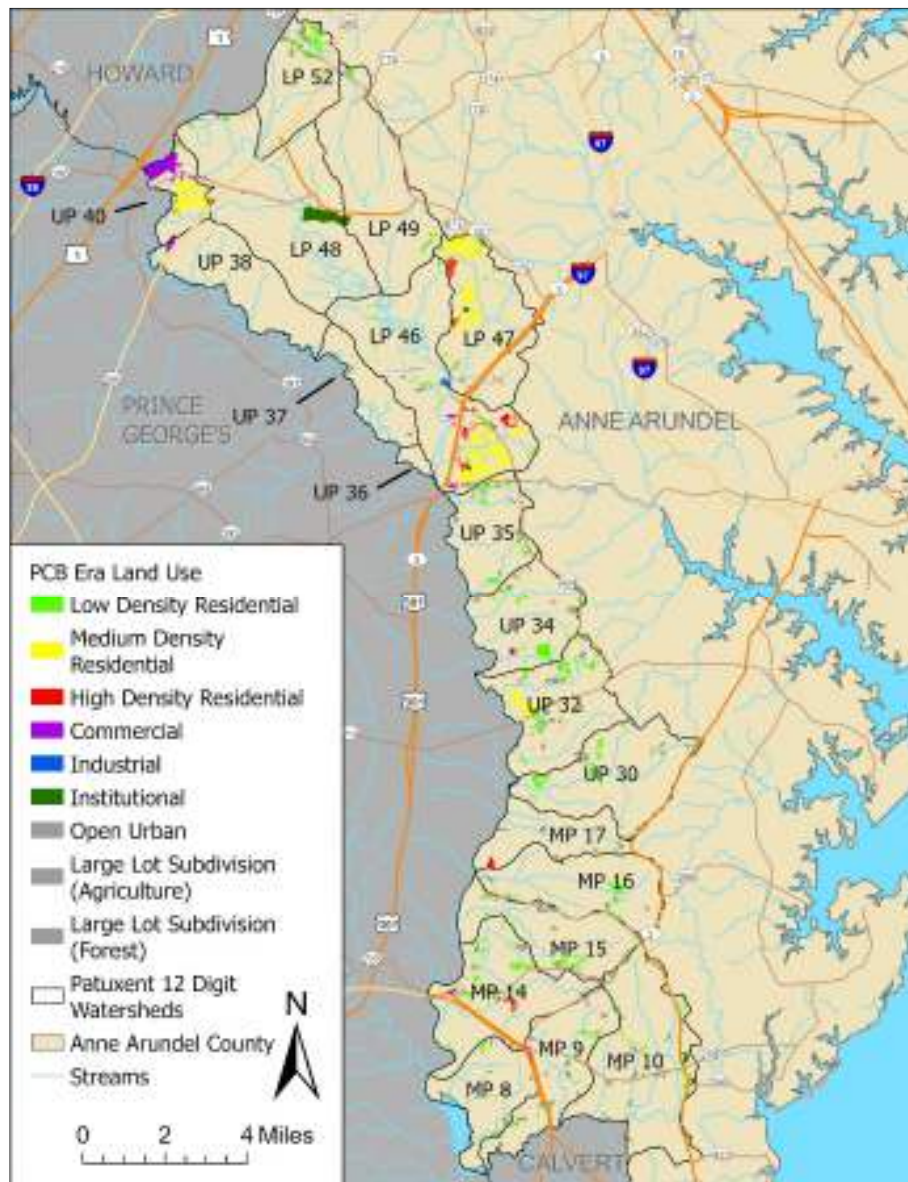 HOWARD
LP 52
UP 40
LP 49
LP 48
UP 38
LP 46
LP 47
PRINCE
GEORGE'S
UP 37
ANNE ARUNDEL
UP 36
UP 35
UP 34
UP 32
UP 30
MP 17
MP 16
MP 15
MP 14
MP 9
MP 10
MP 8
CALVERT
97
97
97
PCB Era Land Use
Low Density Residential
Medium Density
Residential
High Density Residential
Commercial
Industrial
Institutional
Open Urban
Large Lot Subdivision
(Agriculture)
Large Lot Subdivision
(Forest)
Patuxent 12 Digit
Watersheds
Anne Arundel County
Streams
N
0 2 4 Miles